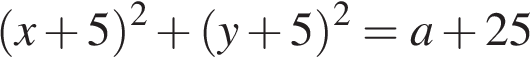 (x + 5)² + (y + 5)² = a + 25